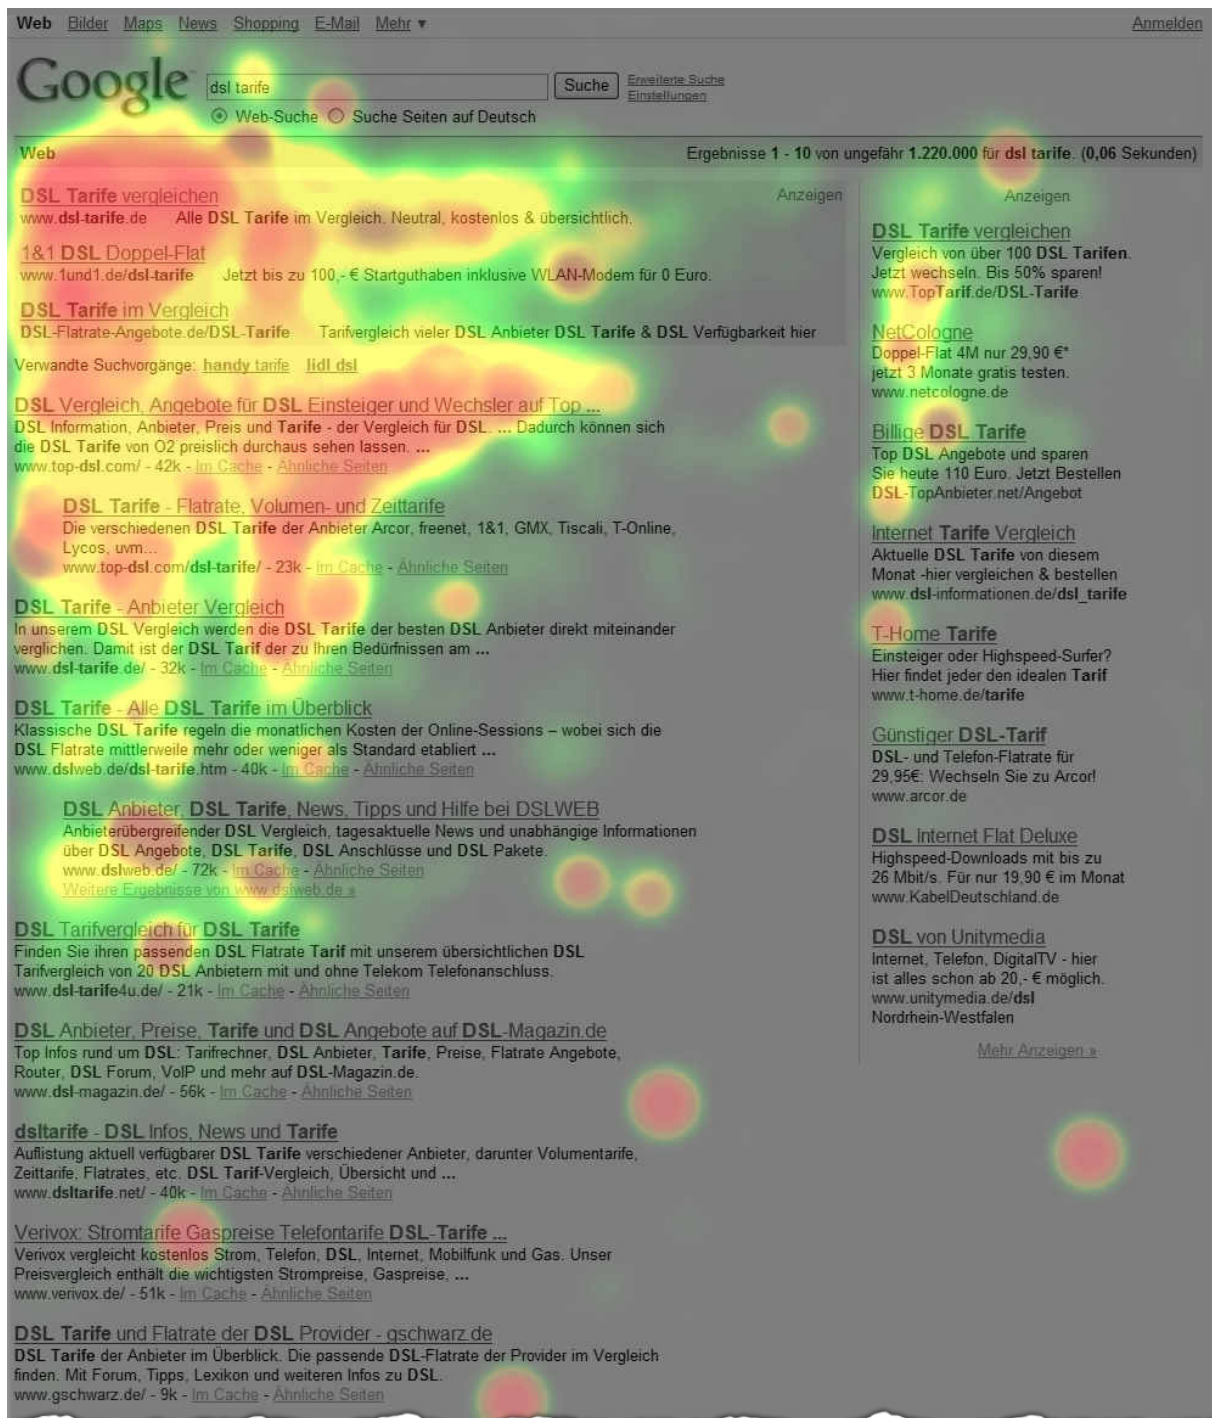 Web Bilder Maps News Shopping E-Mail Mehr ▼ Anmelden
Google
dsl tarife Suche Erweiterte Suche
Einstellungen
Web-Suche Suche Seiten auf Deutsch
Web Ergebnisse 1 - 10 von ungefähr 1.220.000 für dsl tarife. (0,06 Sekunden)
Anzeigen
DSL Tarife vergleichen
www.dsl-tarife.de Alle DSL Tarife im Vergleich. Neutral, kostenlos & übersichtlich.
1&1 DSL Doppel-Flat
www.1und1.de/dsl-tarife Jetzt bis zu 100,- € Startguthaben inklusive WLAN-Modem für 0 Euro.
DSL Tarife im Vergleich
DSL-Flatrate-Angebote.de/DSL-Tarife Tarifvergleich vieler DSL Anbieter DSL Tarife & DSL Verfügbarkeit hier
Verwandte Suchvorgänge: handy tarife lidl dsl
DSL Vergleich, Angebote für DSL Einsteiger und Wechsler auf Top ...
DSL Information, Anbieter, Preis und Tarife - der Vergleich für DSL. ... Dadurch können sich
die DSL Tarife von O2 preislich durchaus sehen lassen. ...
www.top-dsl.com/ - 42k - Im Cache - Ähnliche Seiten
DSL Tarife - Flatrate, Volumen- und Zeittarife
Die verschiedenen DSL Tarife der Anbieter Arcor, freenet, 1&1, GMX, Tiscali, T-Online,
Lycos, uvm...
www.top-dsl.com/dsl-tarife/ - 23k - Im Cache - Ähnliche Seiten
DSL Tarife - Anbieter Vergleich
In unserem DSL Vergleich werden die DSL Tarife der besten DSL Anbieter direkt miteinander
verglichen. Damit ist der DSL Tarif der zu Ihren Bedürfnissen am ...
www.dsl-tarife.de/ - 32k - Im Cache - Ähnliche Seiten
DSL Tarife - Alle DSL Tarife im Überblick
Klassische DSL Tarife regeln die monatlichen Kosten der Online-Sessions – wobei sich die
DSL Flatrate mittlerweile mehr oder weniger als Standard etabliert ...
www.dslweb.de/dsl-tarife.htm - 40k - Im Cache - Ähnliche Seiten
DSL Anbieter, DSL Tarife, News, Tipps und Hilfe bei DSLWEB
Anbieterübergreifender DSL Vergleich, tagesaktuelle News und unabhängige Informationen
über DSL Angebote, DSL Tarife, DSL Anschlüsse und DSL Pakete.
www.dslweb.de/ - 72k - Im Cache - Ähnliche Seiten
Weitere Ergebnisse von www.dslweb.de »
DSL Tarifvergleich für DSL Tarife
Finden Sie ihren passenden DSL Flatrate Tarif mit unserem übersichtlichen DSL
Tarifvergleich von 20 DSL Anbietern mit und ohne Telekom Telefonanschluss.
www.dsl-tarife4u.de/ - 21k - Im Cache - Ähnliche Seiten
DSL Anbieter, Preise, Tarife und DSL Angebote auf DSL-Magazin.de
Top Infos rund um DSL: Tarifrechner, DSL Anbieter, Tarife, Preise, Flatrate Angebote,
Router, DSL Forum, VoIP und mehr auf DSL-Magazin.de.
www.dsl-magazin.de/ - 56k - Im Cache - Ähnliche Seiten
dsltarife - DSL Infos, News und Tarife
Auflistung aktuell verfügbarer DSL Tarife verschiedener Anbieter, darunter Volumentarife,
Zeittarife, Flatrates, etc. DSL Tarif-Vergleich, Übersicht und ...
www.dsltarife.net/ - 40k - Im Cache - Ähnliche Seiten
Verivox: Stromtarife Gaspreise Telefontarife DSL-Tarife ...
Verivox vergleicht kostenlos Strom, Telefon, DSL, Internet, Mobilfunk und Gas. Unser
Preisvergleich enthält die wichtigsten Strompreise, Gaspreise, ...
www.verivox.de/ - 51k - Im Cache - Ähnliche Seiten
DSL Tarife und Flatrate der DSL Provider - gschwarz.de
DSL Tarife der Anbieter im Überblick. Die passende DSL-Flatrate der Provider im Vergleich
finden. Mit Forum, Tipps, Lexikon und weiteren Infos zu DSL.
www.gschwarz.de/ - 9k - Im Cache - Ähnliche Seiten
Anzeigen
DSL Tarife vergleichen
Vergleich von über 100 DSL Tarifen.
Jetzt wechseln. Bis 50% sparen!
www.TopTarif.de/DSL-Tarife
NetCologne
Doppel-Flat 4M nur 29,90 €*
jetzt 3 Monate gratis testen.
www.netcologne.de
Billige DSL Tarife
Top DSL Angebote und sparen
Sie heute 110 Euro. Jetzt Bestellen
DSL-TopAnbieter.net/Angebot
Internet Tarife Vergleich
Aktuelle DSL Tarife von diesem
Monat -hier vergleichen & bestellen
www.dsl-informationen.de/dsl_tarife
T-Home Tarife
Einsteiger oder Highspeed-Surfer?
Hier findet jeder den idealen Tarif
www.t-home.de/tarife
Günstiger DSL-Tarif
DSL- und Telefon-Flatrate für
29,95€: Wechseln Sie zu Arcor!
www.arcor.de
DSL Internet Flat Deluxe
Highspeed-Downloads mit bis zu
26 Mbit/s. Für nur 19,90 € im Monat
www.KabelDeutschland.de
DSL von Unitymedia
Internet, Telefon, DigitalTV - hier
ist alles schon ab 20,- € möglich.
www.unitymedia.de/dsl
Nordrhein-Westfalen
Mehr Anzeigen »